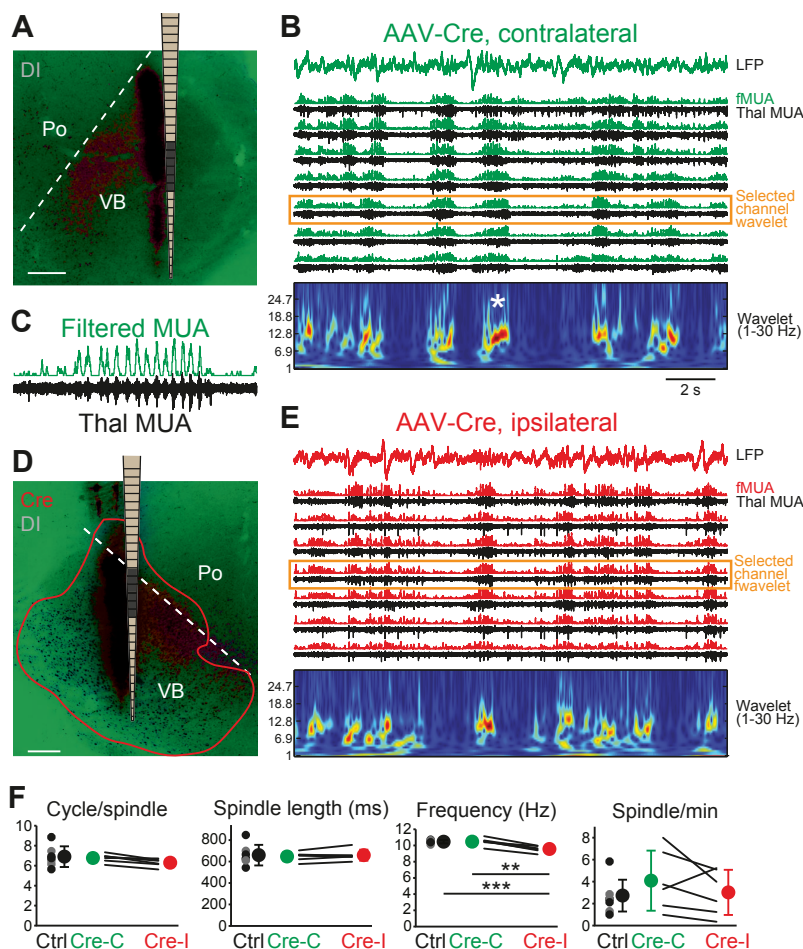 A
DI
Po
VB
B
AAV-Cre, contralateral
LFP
fMUA
Thal MUA
Selected
channel
wavelet
24.7
18.8
12.8
6.9
1
*
Wavelet
(1-30 Hz)
2 s
C
Filtered MUA
Thal MUA
D
Cre
DI
Po
VB
E
AAV-Cre, ipsilateral
LFP
fMUA
Thal MUA
Selected
channel
fwavelet
24.7
18.8
12.8
6.9
1
Wavelet
(1-30 Hz)
F
Cycle/spindle
10
8
6
4
2
0
Ctrl Cre-C Cre-I
Spindle length (ms)
800
600
400
200
0
Ctrl Cre-C Cre-I
Frequency (Hz)
12
10
8
6
4
2
0
**
***
Ctrl Cre-C Cre-I
Spindle/min
8
6
4
2
0
Ctrl Cre-C Cre-I